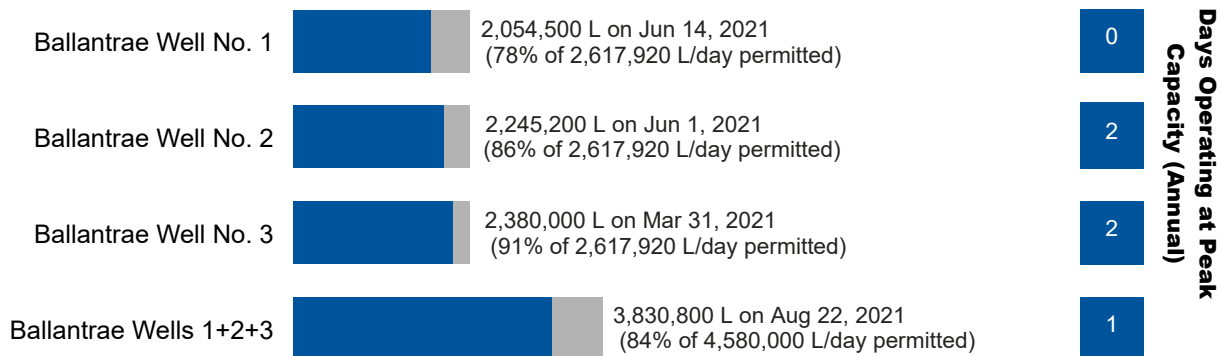 Ballantrae Well No. 1
2,054,500 L on Jun 14, 2021
(78% of 2,617,920 L/day permitted)
0
Ballantrae Well No. 2
2,245,200 L on Jun 1, 2021
(86% of 2,617,920 L/day permitted)
2
Ballantrae Well No. 3
2,380,000 L on Mar 31, 2021
(91% of 2,617,920 L/day permitted)
2
Ballantrae Wells 1+2+3
3,830,800 L on Aug 22, 2021
(84% of 4,580,000 L/day permitted)
1
Days Operating at Peak
Capacity (Annual)